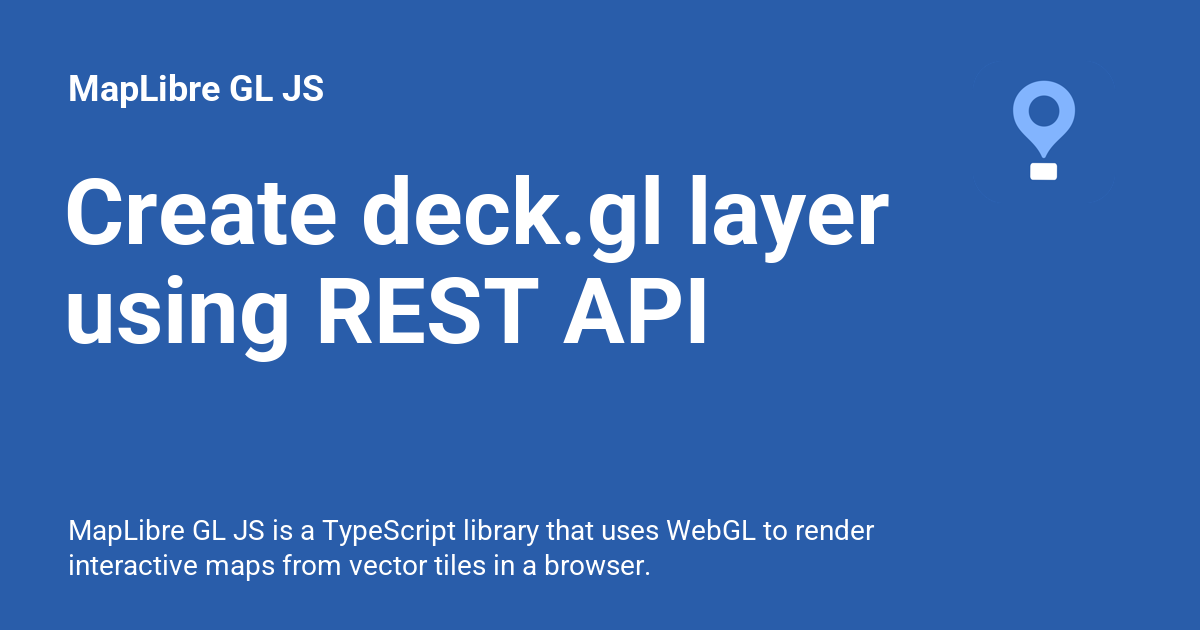 MapLibre GL JS
Create deck.gl layer
using REST API
MapLibre GL JS is a TypeScript library that uses WebGL to render
interactive maps from vector tiles in a browser.